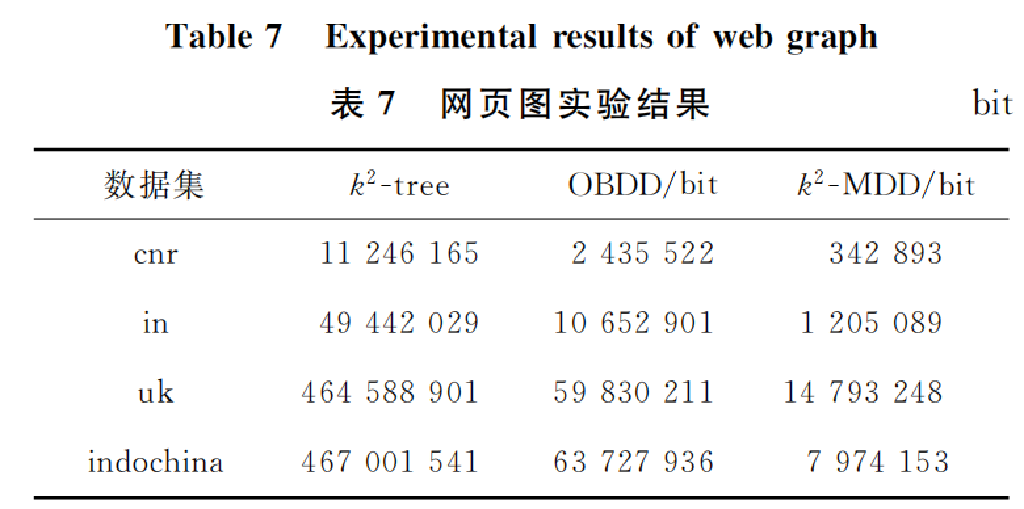 Table 7 Experimental results of web graph
表 7 网页图实验结果 bit
数据集 k²-tree OBDD/bit k²-MDD/bit
cnr 11 246 165 2 435 522 342 893
in 49 442 029 10 652 901 1 205 089
uk 464 588 901 59 830 211 14 793 248
indochina 467 001 541 63 727 936 7 974 153